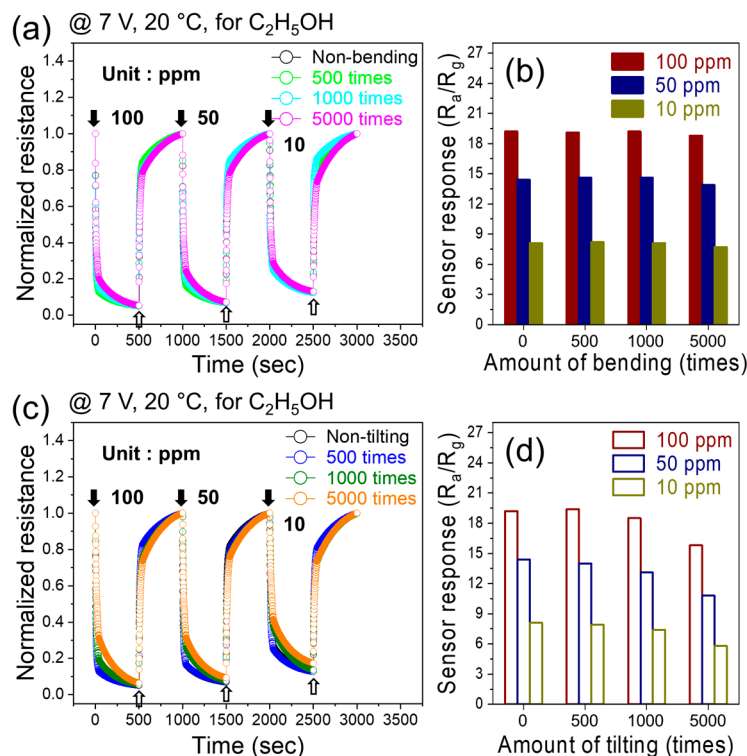 (a) @ 7 V, 20 °C, for C₂H₅OH
Normalized resistance
1.4
1.2
1.0
0.8
0.6
0.4
0.2
0.0
Unit : ppm
Non-bending
500 times
1000 times
5000 times
100
50
10
0 500 1000 1500 2000 2500 3000 3500
Time (sec)
(b)
Sensor response (Rₐ/R_g)
27
24
21
18
15
12
9
6
3
0
100 ppm
50 ppm
10 ppm
0 500 1000 5000
Amount of bending (times)
(c) @ 7 V, 20 °C, for C₂H₅OH
Normalized resistance
1.4
1.2
1.0
0.8
0.6
0.4
0.2
0.0
Unit : ppm
Non-tilting
500 times
1000 times
5000 times
100
50
10
0 500 1000 1500 2000 2500 3000 3500
Time (sec)
(d)
Sensor response (Rₐ/R_g)
27
24
21
18
15
12
9
6
3
0
100 ppm
50 ppm
10 ppm
0 500 1000 5000
Amount of tilting (times)